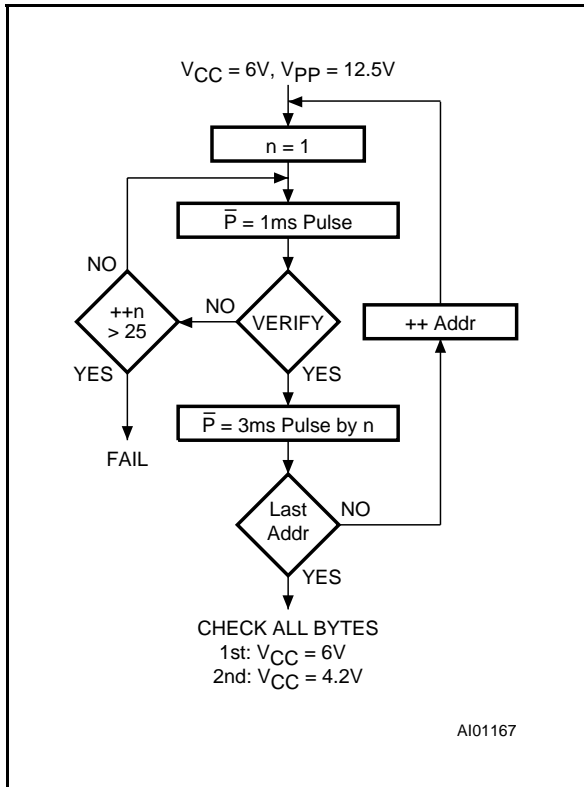 VCC = 6V, VPP = 12.5V
n = 1
P̅ = 1ms Pulse
NO
++n
> 25
NO
VERIFY
++ Addr
YES
YES
P̅ = 3ms Pulse by n
FAIL
Last
Addr
NO
YES
CHECK ALL BYTES
1st: VCC = 6V
2nd: VCC = 4.2V
AI01167